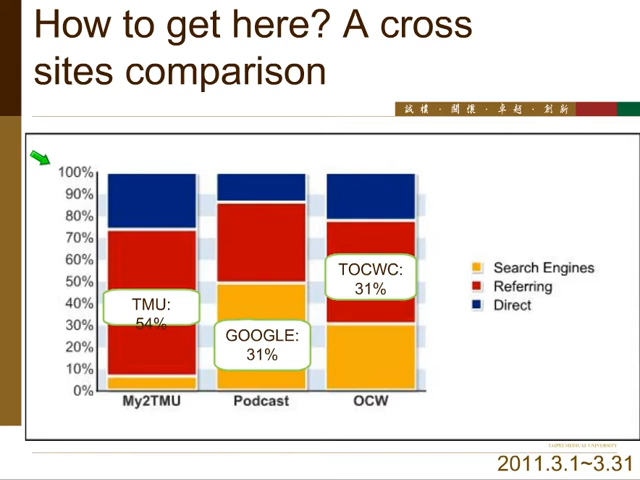 How to get here? A cross
sites comparison
誠樸 · 關懷 · 卓越 · 創新
100%
90%
80%
70%
60%
50%
40%
30%
20%
10%
0%
TMU:
54%
GOOGLE:
31%
TOCWC:
31%
My2TMU
Podcast
OCW
Search Engines
Referring
Direct
TAIPEI MEDICAL UNIVERSITY
2011.3.1~3.31